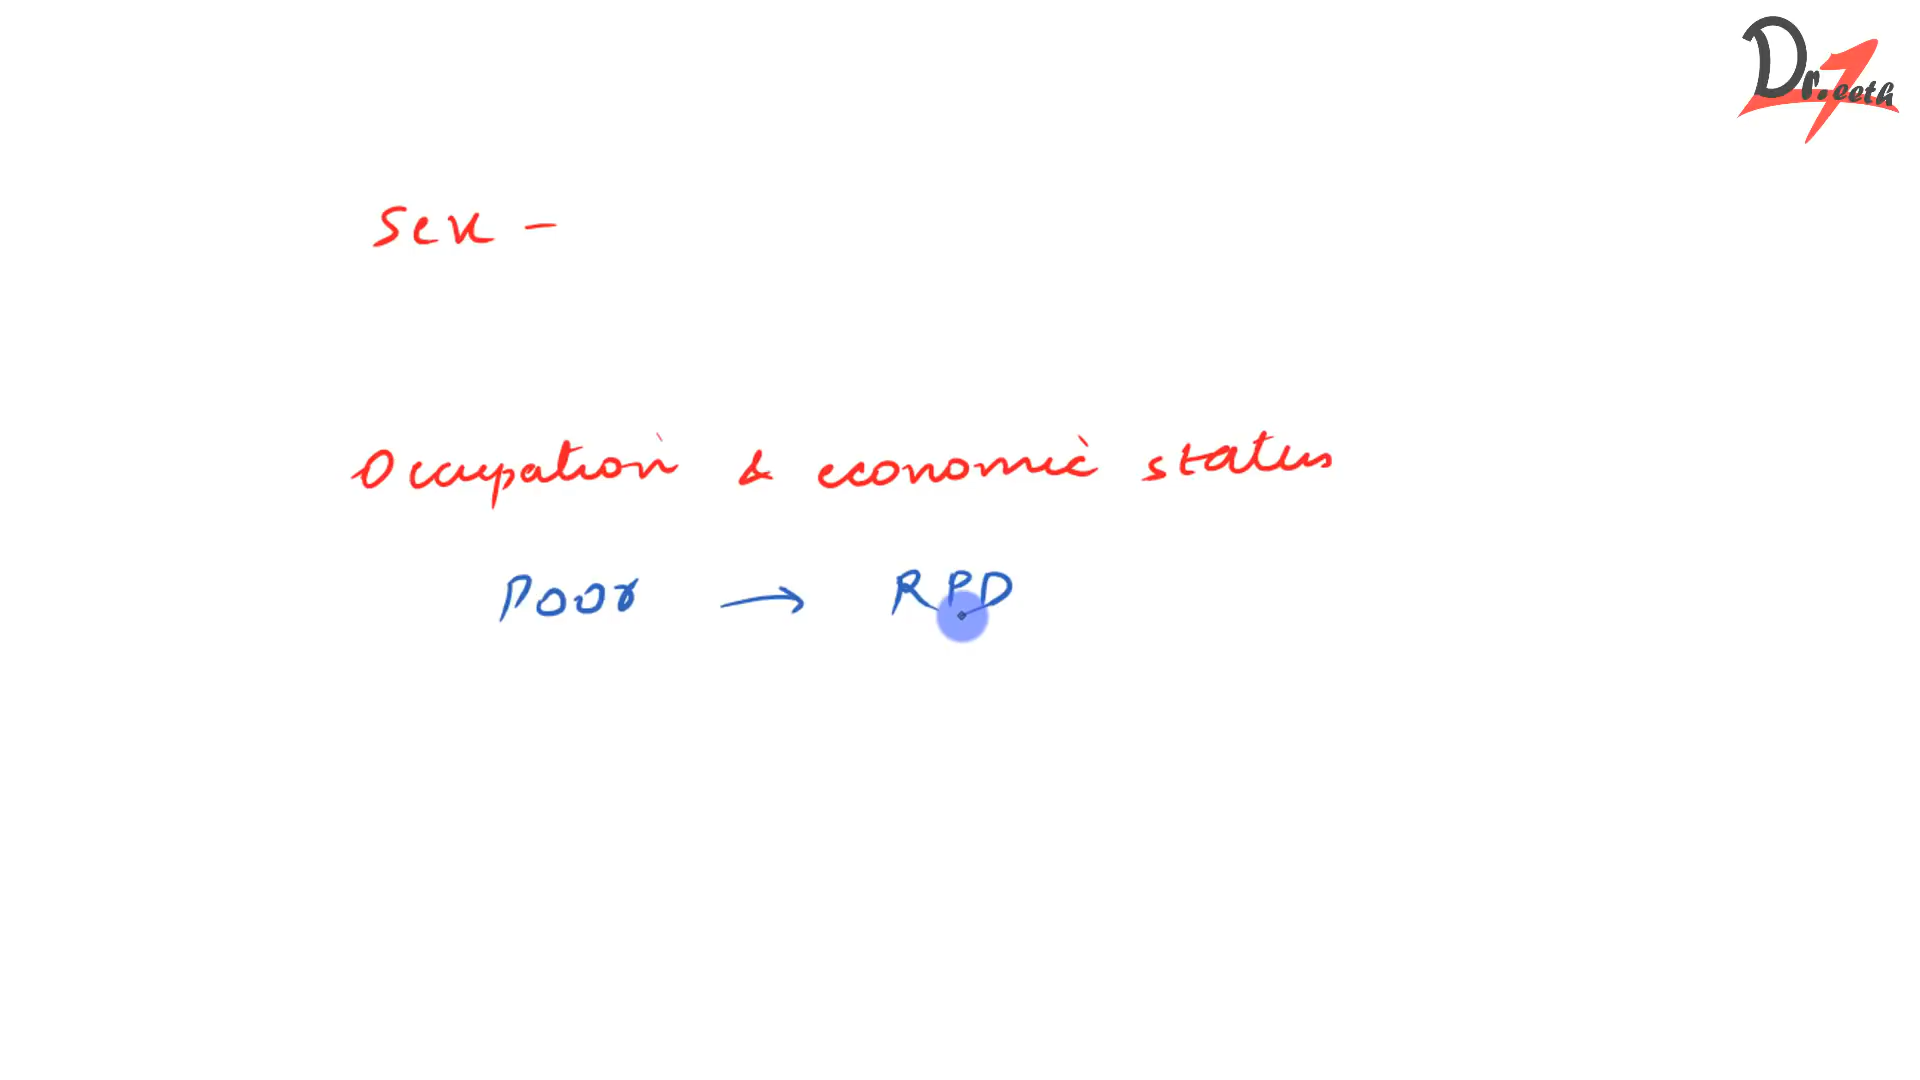 Dr.eeth
Sex -
Occupation & economic status
Poor → RPD